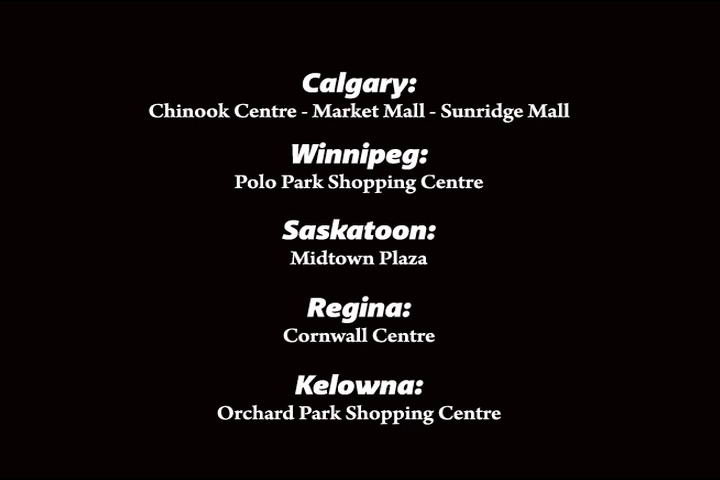 Calgary:
Chinook Centre - Market Mall - Sunridge Mall
Winnipeg:
Polo Park Shopping Centre
Saskatoon:
Midtown Plaza
Regina:
Cornwall Centre
Kelowna:
Orchard Park Shopping Centre